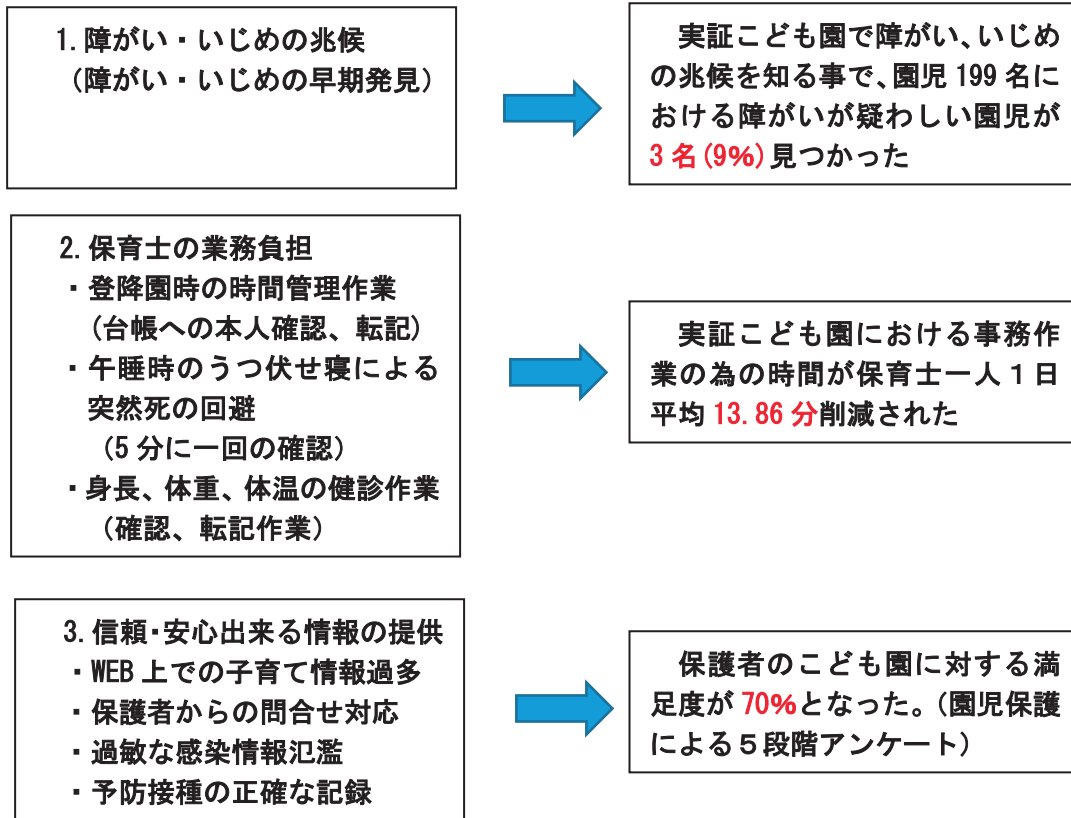 1. 障がい・いじめの兆候
（障がい・いじめの早期発見）
実証こども園で障がい、いじめ
の兆候を知る事で、園児 199 名に
おける障がいが疑わしい園児が
3 名(9%)見つかった
2. 保育士の業務負担
・登降園時の時間管理作業
（台帳への本人確認、転記）
・午睡時のうつ伏せ寝による
突然死の回避
（5 分に一回の確認）
・身長、体重、体温の健診作業
（確認、転記作業）
実証こども園における事務作
業の為の時間が保育士一人 1 日
平均 13.86 分削減された
3. 信頼・安心出来る情報の提供
・WEB 上での子育て情報過多
・保護者からの問合せ対応
・過敏な感染情報氾濫
・予防接種の正確な記録
保護者のこども園に対する満
足度が 70%となった。（園児保護
による５段階アンケート）